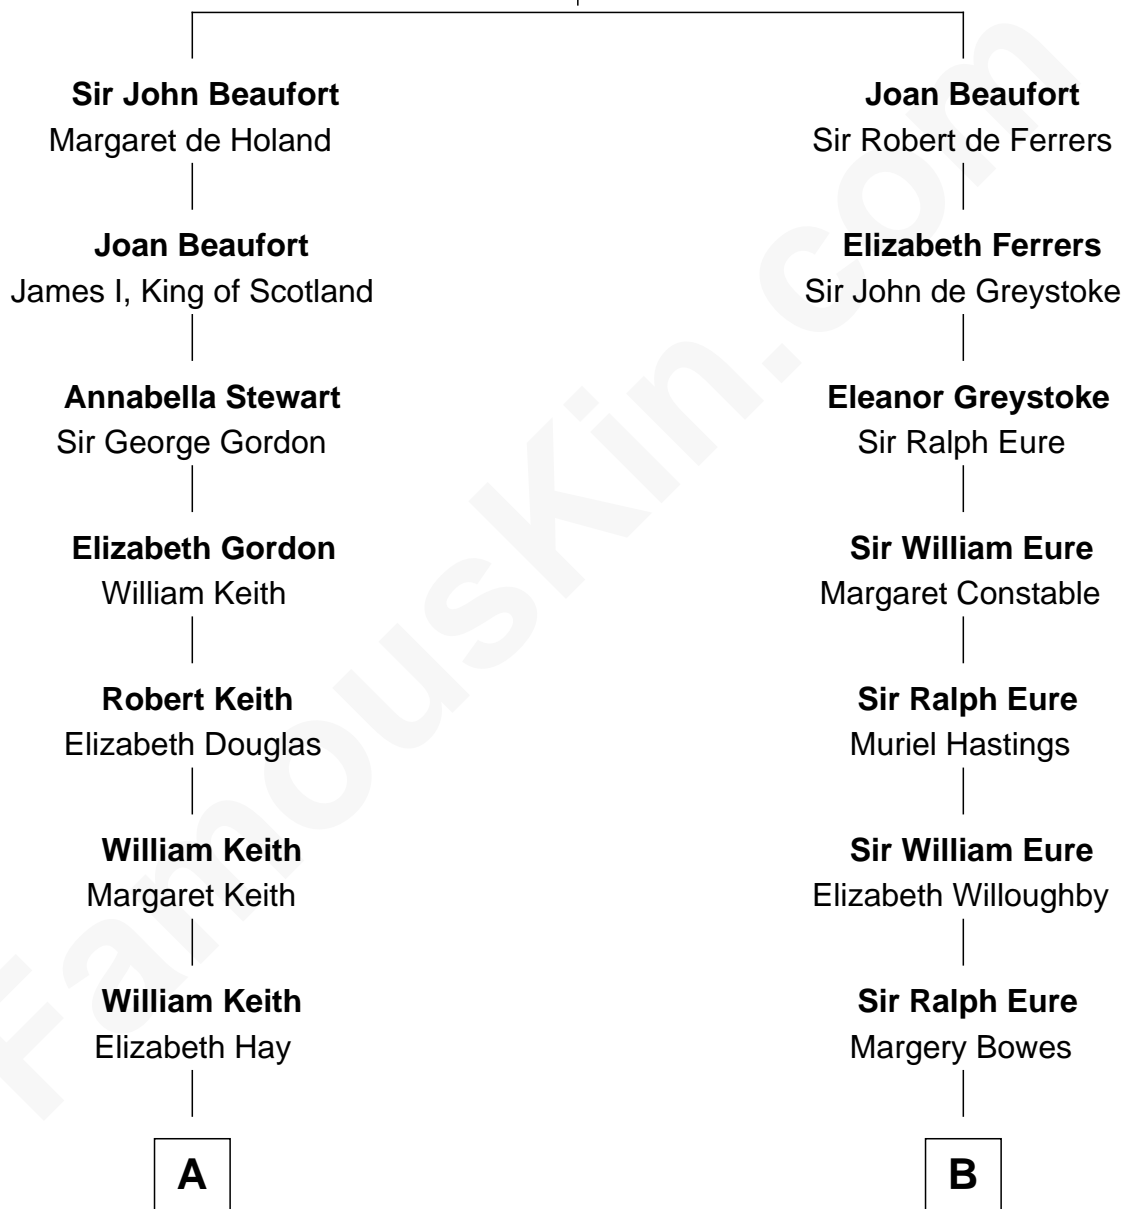 Sir John Beaufort
Margaret de Holand
Joan Beaufort
James I, King of Scotland
Annabella Stewart
Sir George Gordon
Elizabeth Gordon
William Keith
Robert Keith
Elizabeth Douglas
William Keith
Margaret Keith
William Keith
Elizabeth Hay
A
Joan Beaufort
Sir Robert de Ferrers
Elizabeth Ferrers
Sir John de Greystoke
Eleanor Greystoke
Sir Ralph Eure
Sir William Eure
Margaret Constable
Sir Ralph Eure
Muriel Hastings
Sir William Eure
Elizabeth Willoughby
Sir Ralph Eure
Margery Bowes
B
FamousKin.com